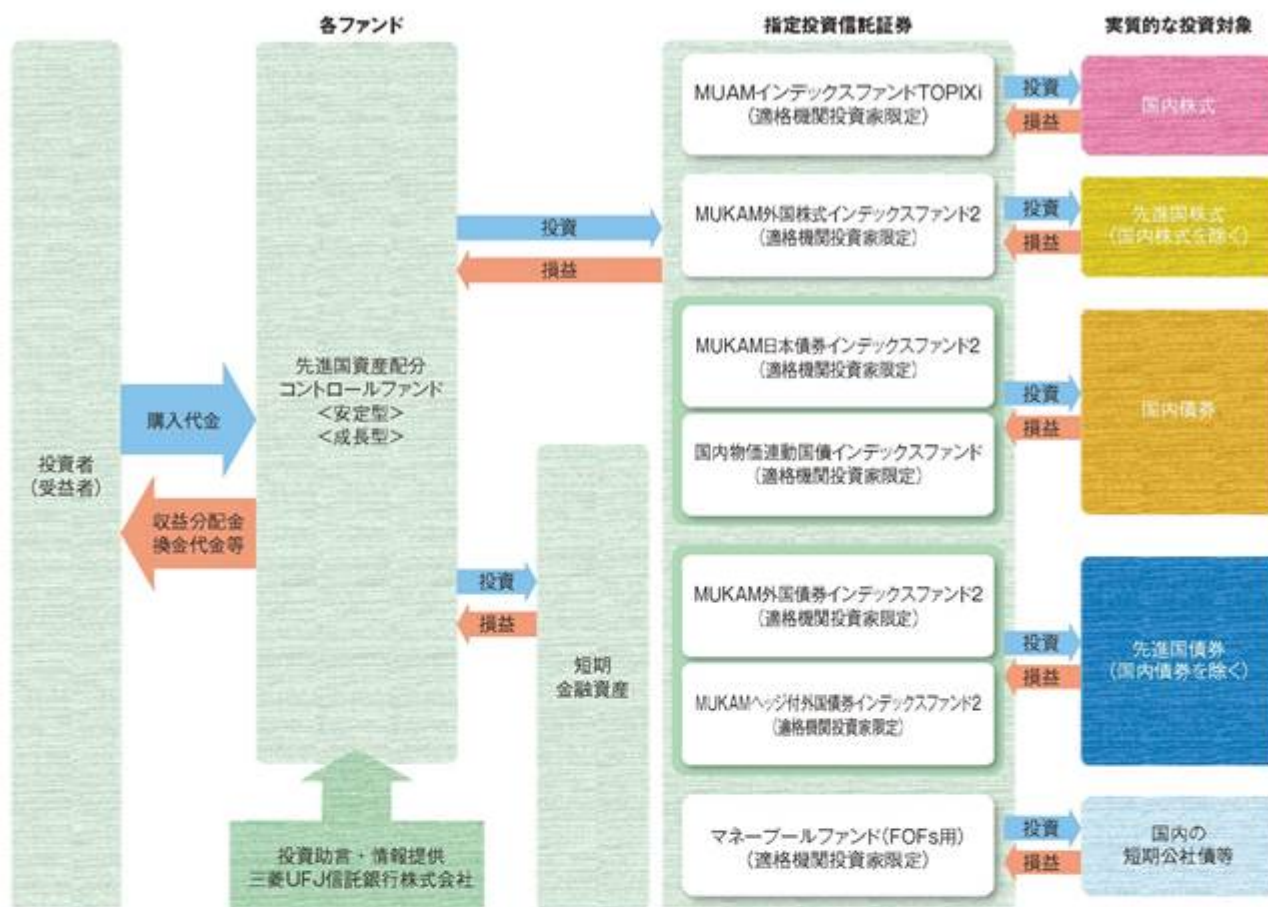 各ファンド
指定投資信託証券
実質的な投資対象
投資者
(受益者)
購入代金
収益分配金
換金代金等
先進国資産配分
コントロールファンド
<安定型>
<成長型>
投資助言・情報提供
三菱UFJ信託銀行株式会社
投資
損益
投資
損益
短期
金融資産
MUAMインデックスファンドTOPIXi
(適格機関投資家限定)
投資
損益
国内株式
MUKAM外国株式インデックスファンド2
(適格機関投資家限定)
投資
損益
先進国株式
(国内株式を除く)
MUKAM日本債券インデックスファンド2
(適格機関投資家限定)
国内物価連動国債インデックスファンド
(適格機関投資家限定)
投資
損益
国内債券
MUKAM外国債券インデックスファンド2
(適格機関投資家限定)
MUKAMヘッジ付外国債券インデックスファンド2
(適格機関投資家限定)
投資
損益
先進国債券
(国内債券を除く)
マネープールファンド(FOFs用)
(適格機関投資家限定)
投資
損益
国内の
短期公社債等